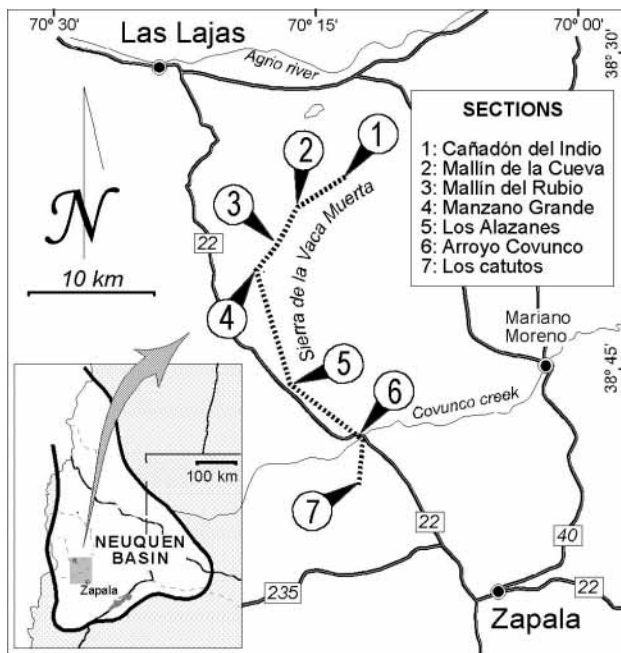 70º 30'
70º 15'
70º 00'
Las Lajas
38º 30'
Agrio river
SECTIONS
1: Cañadón del Indio
2: Mallín de la Cueva
3: Mallín del Rubio
4: Manzano Grande
5: Los Alazanes
6: Arroyo Covunco
7: Los catutos
1
2
3
N
22
Sierra de la Vaca Muerta
10 km
4
Mariano
Moreno
38º 45'
5
6
Covunco creek
100 km
7
NEUQUEN
BASIN
Zapala
22
40
235
22
Zapala